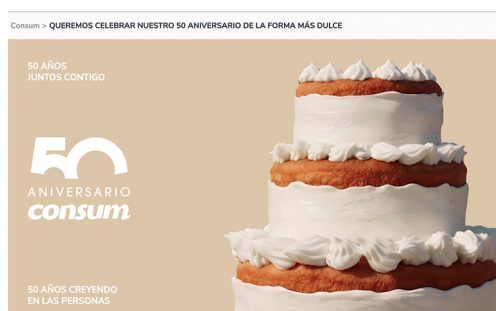 Consum > QUEREMOS CELEBRAR NUESTRO 50 ANIVERSARIO DE LA FORMA MÁS DULCE
50 AÑOS
JUNTOS CONTIGO
50
ANIVERSARIO
consum
50 AÑOS CREYENDO
EN LAS PERSONAS